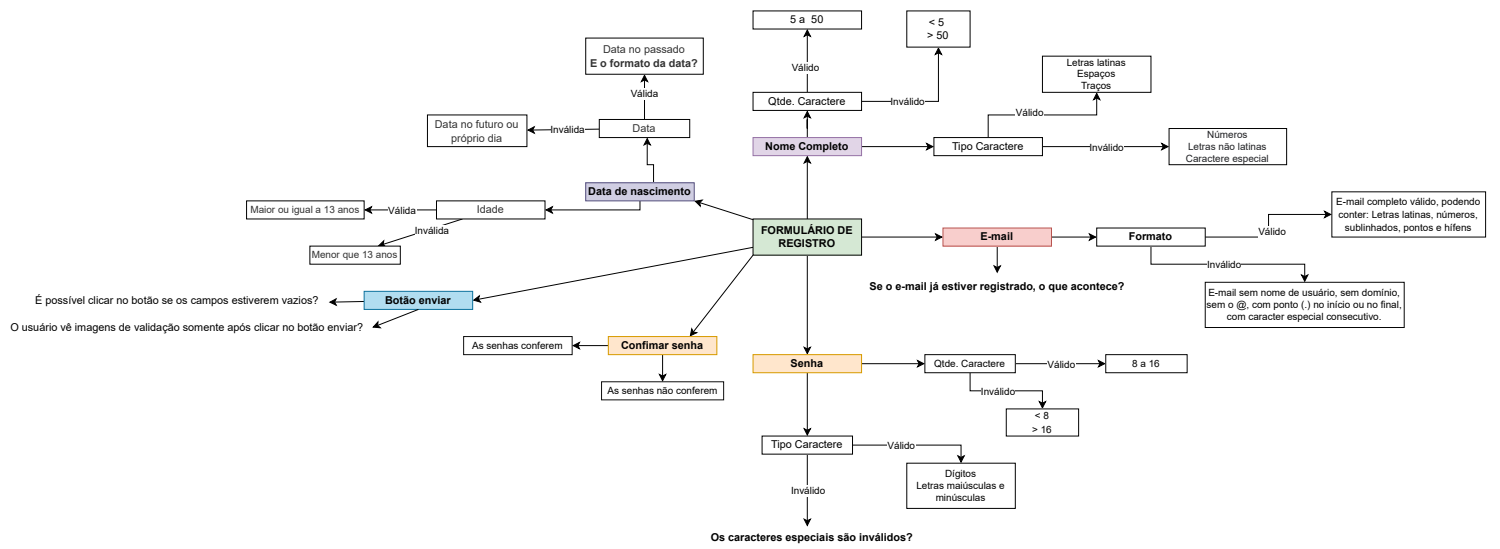 5 a 50
< 5
> 50
Válido
Qtde. Caractere
Inválido
Letras latinas
Espaços
Traços
Válido
Nome Completo
Tipo Caractere
Inválido
Números
Letras não latinas
Caractere especial
Data no passado
E o formato da data?
Válida
Data no futuro ou
próprio dia
Inválida
Data
Data de nascimento
Maior ou igual a 13 anos
Válida
Idade
Inválida
Menor que 13 anos
FORMULÁRIO DE
REGISTRO
E-mail
Formato
Válido
E-mail completo válido, podendo
conter: Letras latinas, números,
sublinhados, pontos e hífens
Inválido
E-mail sem nome de usuário, sem domínio,
sem o @, com ponto (.) no início ou no final,
com caracter especial consecutivo.
Se o e-mail já estiver registrado, o que acontece?
É possível clicar no botão se os campos estiverem vazios?
Botão enviar
O usuário vê imagens de validação somente após clicar no botão enviar?
As senhas conferem
Confimar senha
As senhas não conferem
Senha
Qtde. Caractere
Válido
8 a 16
Inválido
< 8
> 16
Tipo Caractere
Válido
Dígitos
Letras maiúsculas e
minúsculas
Inválido
Os caracteres especiais são inválidos?